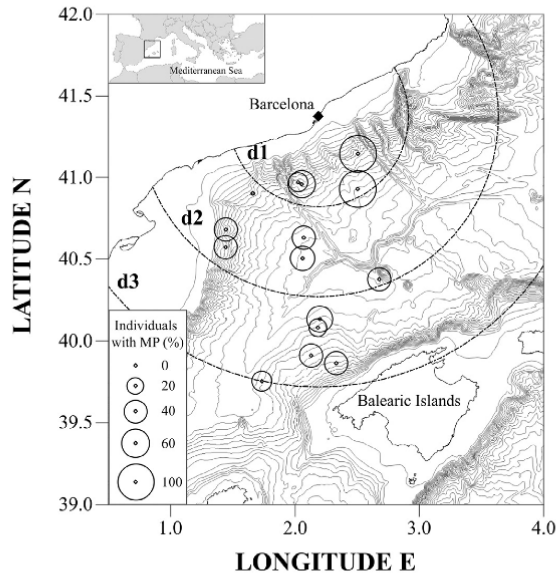 42.0
Mediterranean Sea
41.5
Barcelona
d1
41.0
d2
40.5
d3
Individuals
with MP (%)
0
20
40
60
100
40.0
39.5
Balearic Islands
39.0
1.0 2.0 3.0 4.0
LATITUDE N
LONGITUDE E